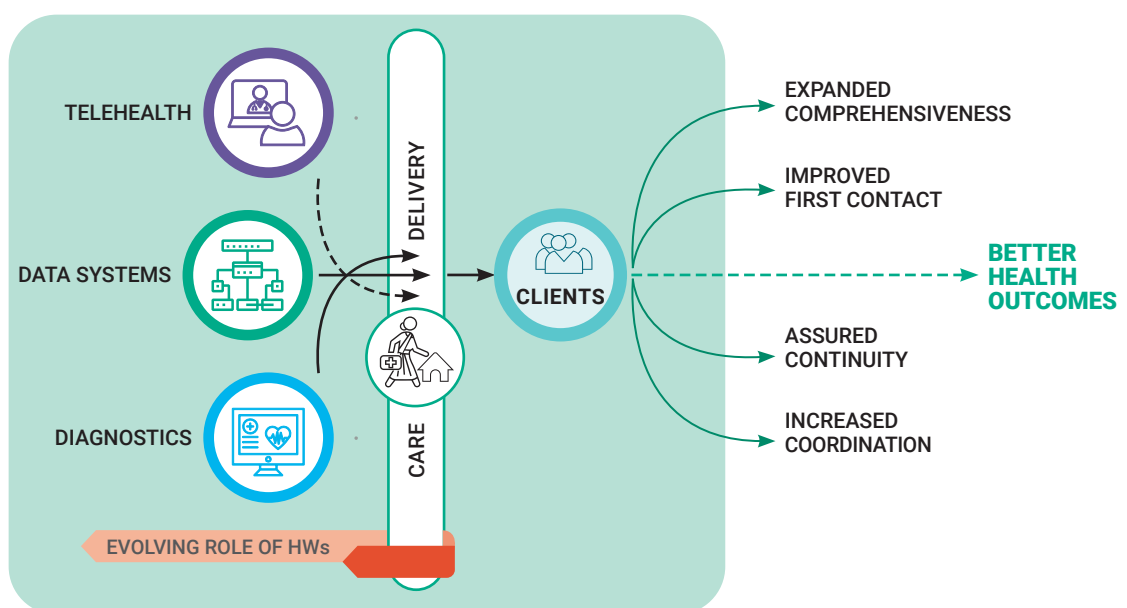 TELEHEALTH
DATA SYSTEMS
DIAGNOSTICS
CARE
DELIVERY
CLIENTS
EXPANDED
COMPREHENSIVENESS
IMPROVED
FIRST CONTACT
BETTER
HEALTH
OUTCOMES
ASSURED
CONTINUITY
INCREASED
COORDINATION
EVOLVING ROLE OF HWs